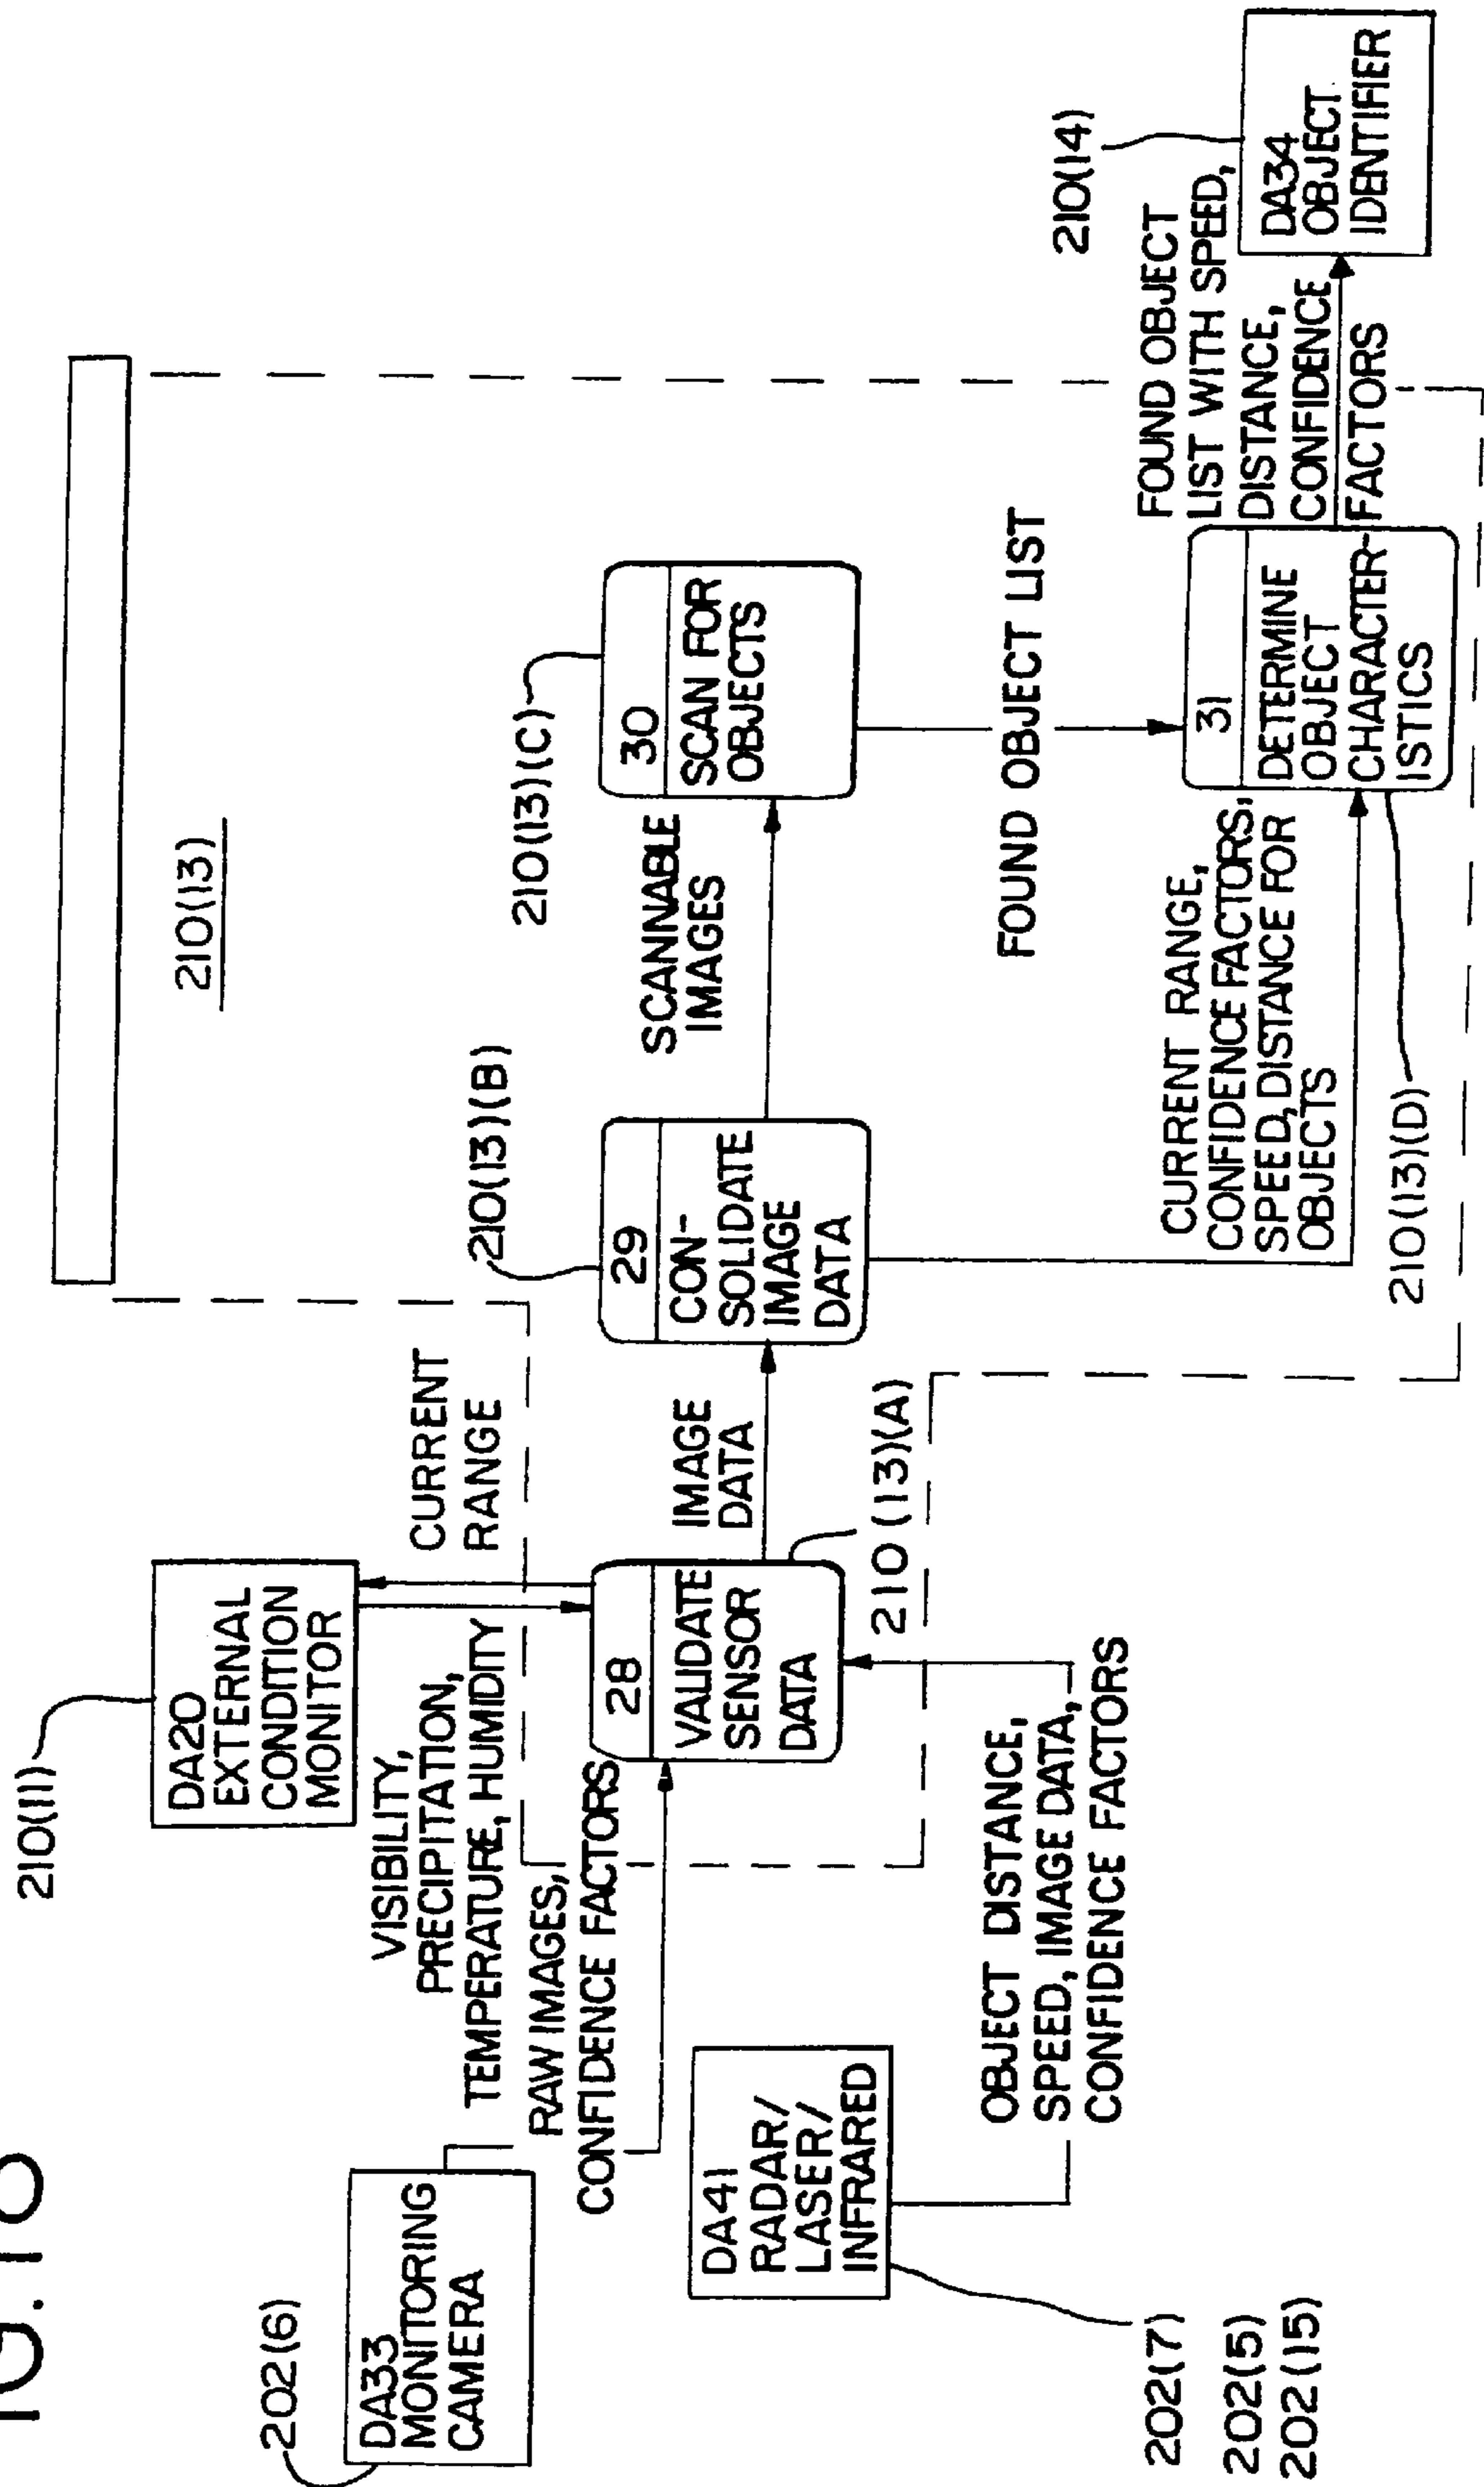 210(11)
DA20
EXTERNAL
CONDITION
MONITOR
202(6)
DA33
MONITORING
CAMERA
VISIBILITY,
PRECIPITATION,
TEMPERATURE, HUMIDITY
CURRENT
RANGE
210(13)
RAW IMAGES,
CONFIDENCE FACTORS
28
VALIDATE
SENSOR
DATA
IMAGE
DATA
210(13)(A)
210(13)(B)
29
CON-
SOLIDATE
IMAGE
DATA
SCANNABLE
IMAGES
210(13)(C)
30
SCAN FOR
OBJECTS
DA41
RADAR/
LASER/
INFRARED
OBJECT DISTANCE,
SPEED, IMAGE DATA,
CONFIDENCE FACTORS
202(7)
202(5)
202(15)
FOUND OBJECT LIST
CURRENT RANGE,
CONFIDENCE FACTORS,
SPEED, DISTANCE FOR
OBJECTS
31
DETERMINE
OBJECT
CHARACTER-
ISTICS
210(13)(D)
FOUND OBJECT
LIST WITH SPEED,
DISTANCE,
CONFIDENCE
FACTORS
210(14)
DA34
OBJECT
IDENTIFIER